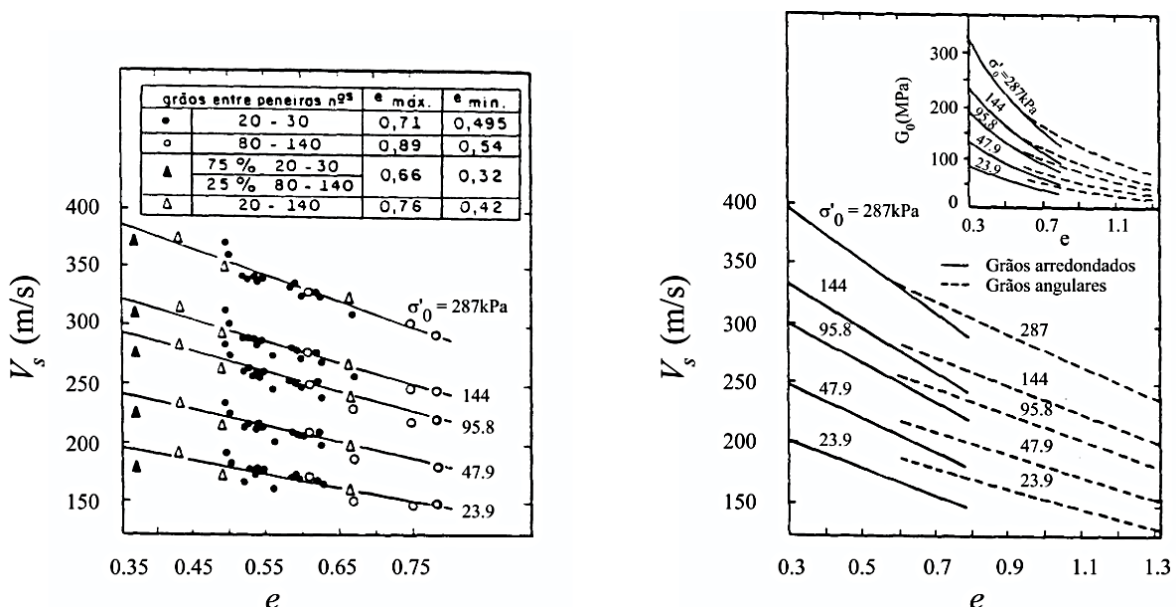 grãos entre peneiros nºs e máx. e min.
20 - 30 0,71 0,495
80 - 140 0,89 0,54
75 % 20 - 30
25 % 80 - 140
0,66 0,32
20 - 140 0,76 0,42
400
350
300
250
200
150
Vs (m/s)
σ'0 = 287kPa
144
95.8
47.9
23.9
0.35 0.45 0.55 0.65 0.75
e
300
200
100
0
G0(MPa)
σ'0=287kPa
144
95.8
47.9
23.9
0.3 0.7 1.1
e
Grãos arredondados
Grãos angulares
400
350
300
250
200
150
Vs (m/s)
σ'0 = 287kPa
144
95.8
47.9
23.9
287
144
95.8
47.9
23.9
0.3 0.5 0.7 0.9 1.1 1.3
e